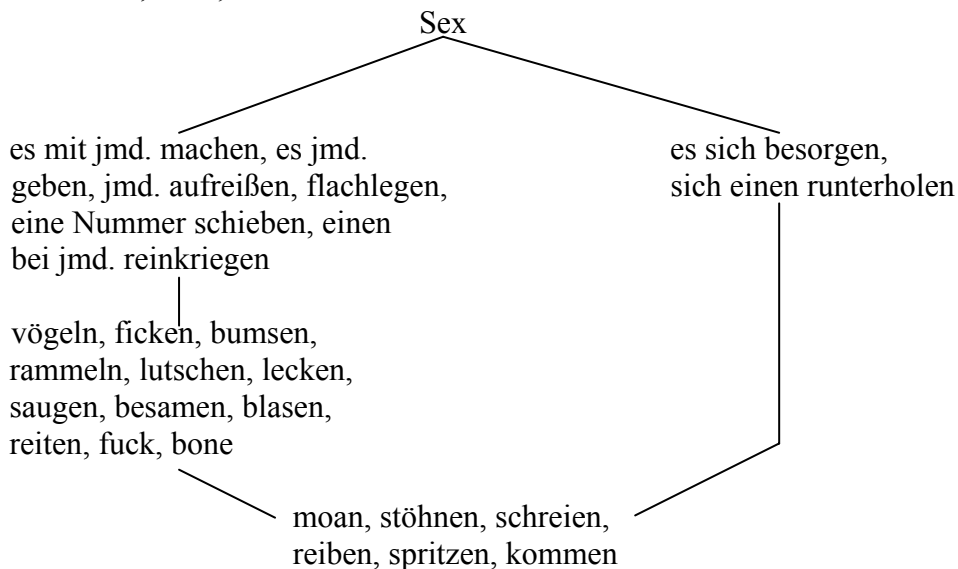 Sex
es mit jmd. machen, es jmd.
geben, jmd. aufreißen, flachlegen,
eine Nummer schieben, einen
bei jmd. reinkriegen
es sich besorgen,
sich einen runterholen
vögeln, ficken, bumsen,
rammeln, lutschen, lecken,
saugen, besamen, blasen,
reiten, fuck, bone
moan, stöhnen, schreien,
reiben, spritzen, kommen